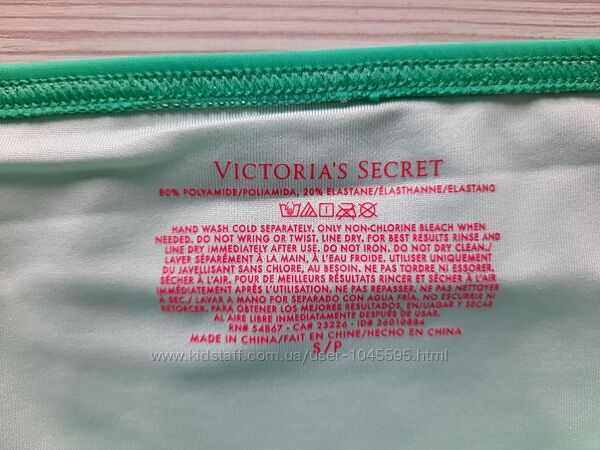 VICTORIA'S SECRET
80% POLYAMIDE/POLIAMIDA, 20% ELASTANE/ÉLASTHANNE/ELASTANO
HAND WASH COLD SEPARATELY. ONLY NON-CHLORINE BLEACH WHEN
NEEDED. DO NOT WRING OR TWIST. LINE DRY. FOR BEST RESULTS RINSE AND
LINE DRY IMMEDIATELY AFTER USE. DO NOT IRON. DO NOT DRY CLEAN./
LAVER SÉPARÉMENT À LA MAIN, À L'EAU FROIDE. UTILISER UNIQUEMENT
DU JAVELLISANT SANS CHLORE, AU BESOIN. NE PAS TORDRE NI ESSORER.
SÉCHER À L'AIR. POUR DE MEILLEURS RÉSULTATS RINCER ET SÉCHER
IMMÉDIATEMENT APRÈS L'UTILISATION. NE PAS REPASSER. NE PAS NETTOYER
À SEC./ LAVAR A MANO POR SEPARADO CON AGUA FRÍA. NO ESCURRIR NI
RETORCER. PARA OBTENER LOS MEJORES RESULTADOS, ENJUAGAR Y SECAR
AL AIRE LIBRE INMEDIATAMENTE DESPUÉS DE USAR.
RN# 54867 • CA# 23226 • ID# 36010884
MADE IN CHINA/FAIT EN CHINE/HECHO EN CHINA
S/P
www.kidstaff.com.ua/user-1045595.html